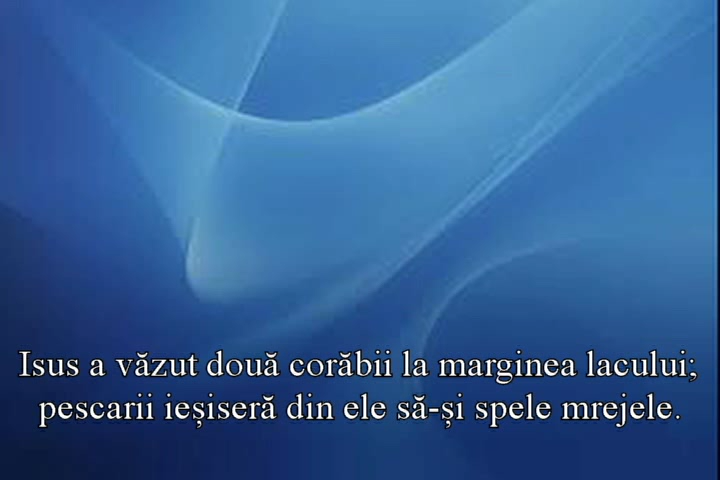 Isus a văzut două corăbii la marginea lacului;
pescarii ieșiseră din ele să-și spele mrejele.